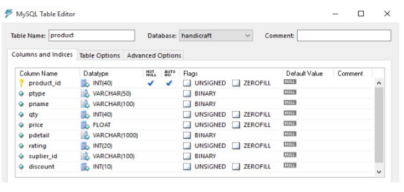 MySQL Table Editor
Table Name: product Database: handicraft Comment:
Columns and Indices Table Options Advanced Options
Column Name Datatype NOT NULL AUTO INC Flags Default Value Comment
product_id INT(40) UNSIGNED ZEROFILL NULL
ptype VARCHAR(50) BINARY NULL
pname VARCHAR(100) BINARY NULL
qty INT(40) UNSIGNED ZEROFILL NULL
price FLOAT UNSIGNED ZEROFILL NULL
pdetail VARCHAR(1000) BINARY NULL
rating INT(20) UNSIGNED ZEROFILL NULL
suplier_id VARCHAR(100) BINARY NULL
discount INT(10) UNSIGNED ZEROFILL NULL